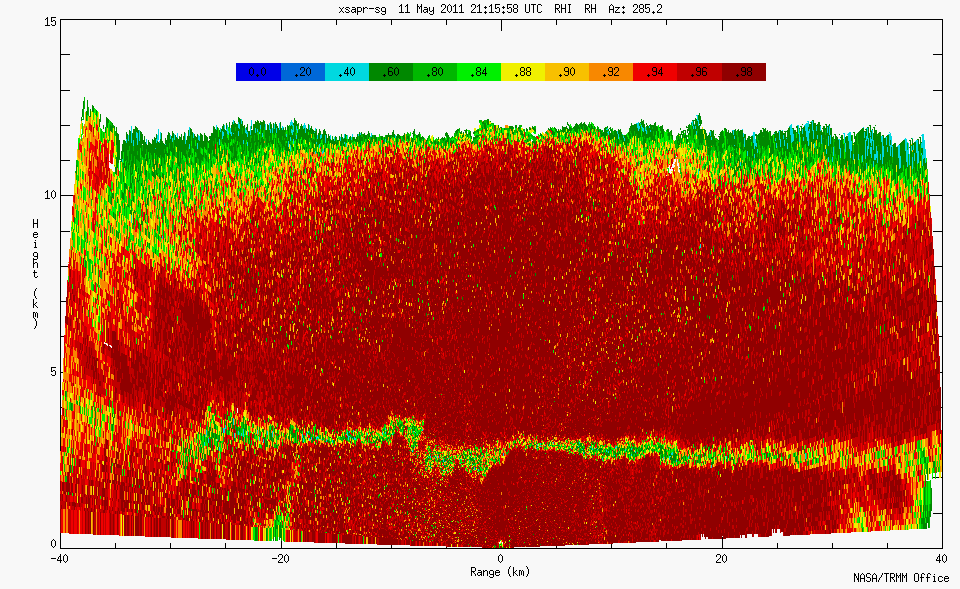 xsapr-sg 11 May 2011 21:15:58 UTC RHI RH Az: 285.2
15
0.0 .20 .40 .60 .80 .84 .88 .90 .92 .94 .96 .98
10
Height (km)
5
0
-40 -20 0 20 40
Range (km)
NASA/TRMM Office